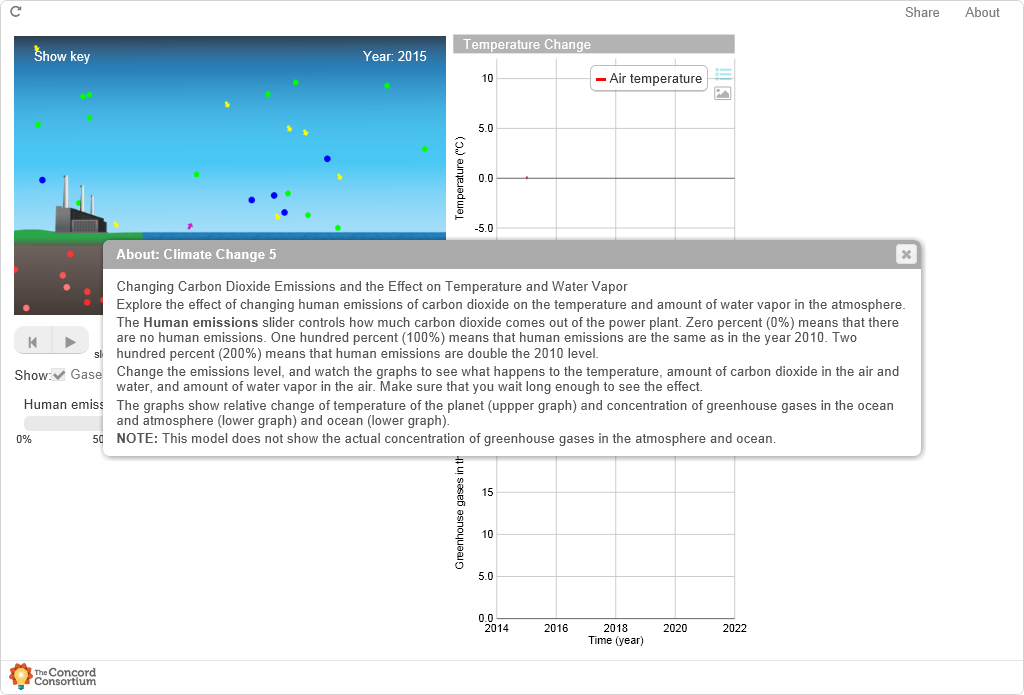 Share About
Show key Year: 2015
Temperature Change
Air temperature
10
5.0
0.0
-5.0
Temperature (°C)
About: Climate Change 5
Changing Carbon Dioxide Emissions and the Effect on Temperature and Water Vapor
Explore the effect of changing human emissions of carbon dioxide on the temperature and amount of water vapor in the atmosphere.
The Human emissions slider controls how much carbon dioxide comes out of the power plant. Zero percent (0%) means that there
are no human emissions. One hundred percent (100%) means that human emissions are the same as in the year 2010. Two
hundred percent (200%) means that human emissions are double the 2010 level.
Change the emissions level, and watch the graphs to see what happens to the temperature, amount of carbon dioxide in the air and
water, and amount of water vapor in the air. Make sure that you wait long enough to see the effect.
The graphs show relative change of temperature of the planet (uppper graph) and concentration of greenhouse gases in the ocean
and atmosphere (lower graph) and ocean (lower graph).
NOTE: This model does not show the actual concentration of greenhouse gases in the atmosphere and ocean.
Show: Gase
Human emiss
0% 50
Greenhouse gases in th
15
10
5.0
0.0
2014 2016 2018 2020 2022
Time (year)
The Concord
Consortium